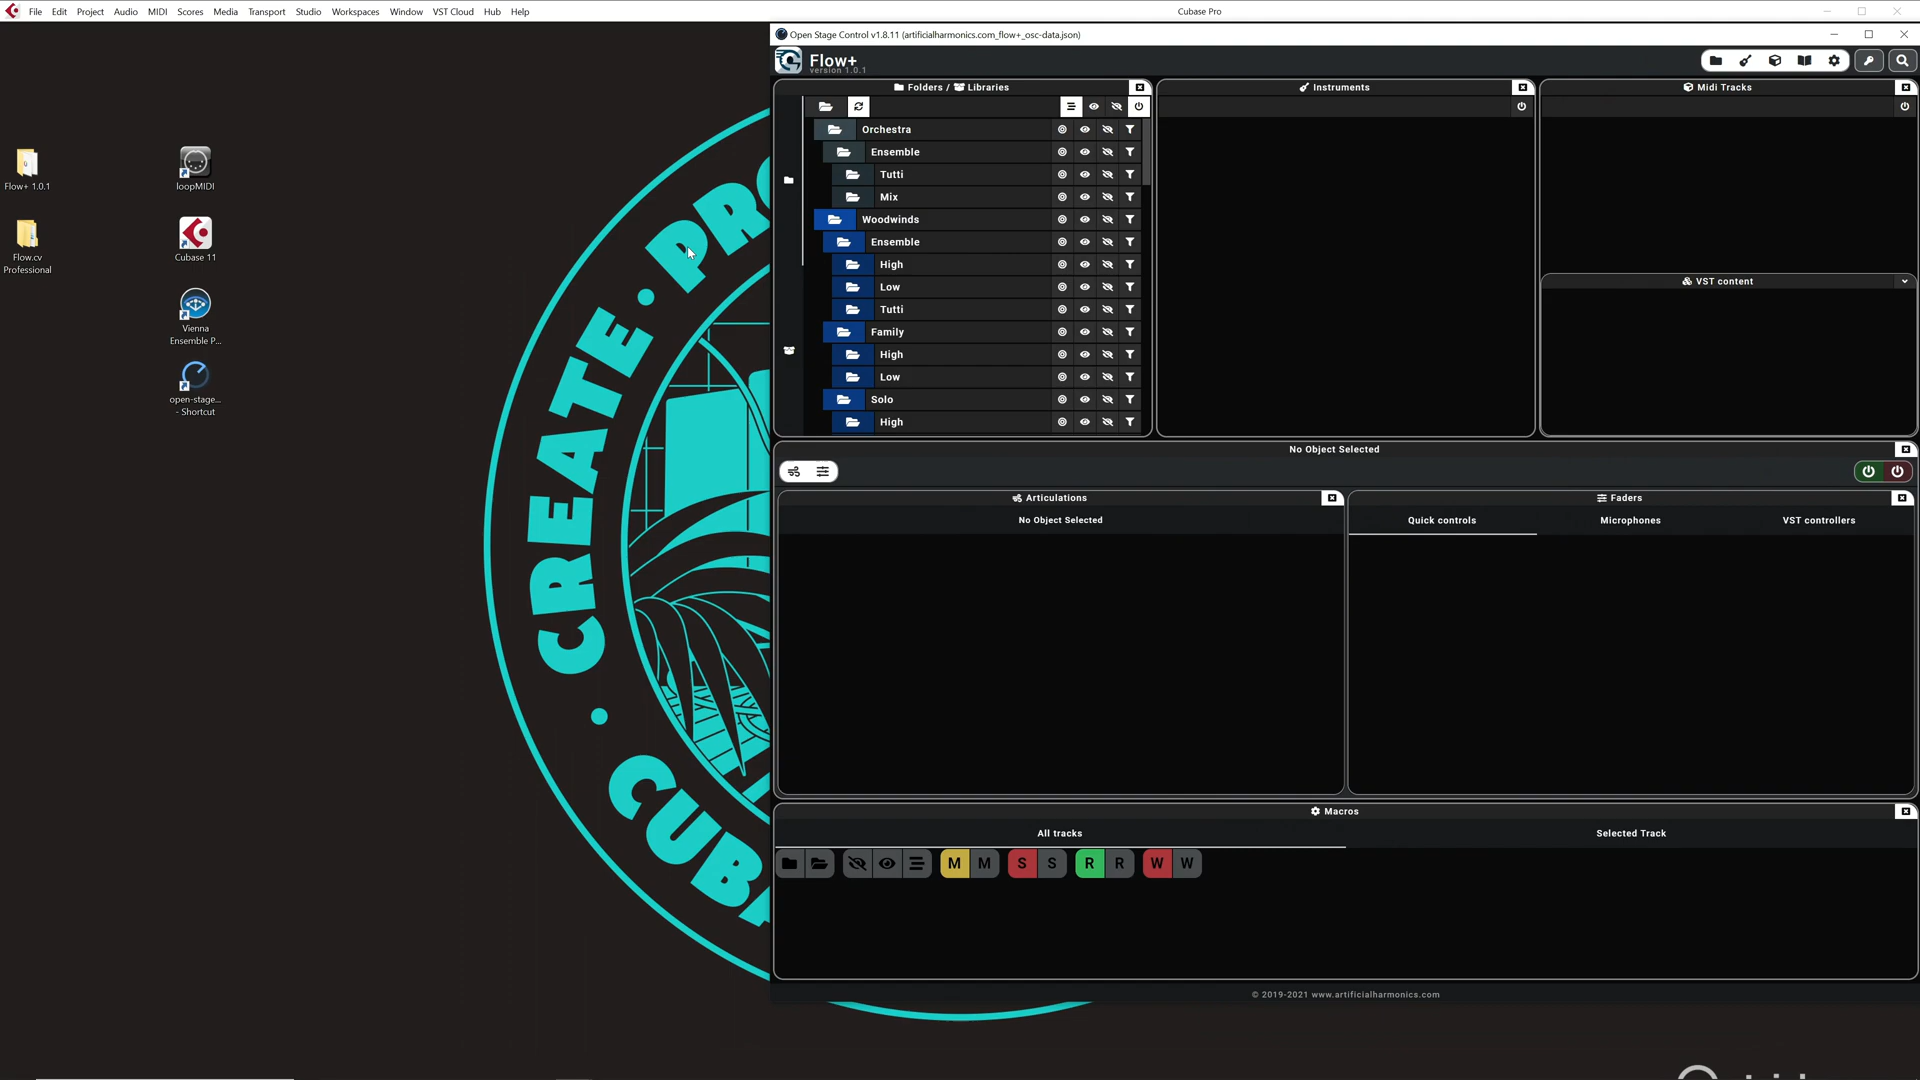 File Edit Project Audio MIDI Scores Media Transport Studio Workspaces Window VST Cloud Hub Help
Cubase Pro
Open Stage Control v1.8.11 (artificialharmonics.com_flow+_osc-data.json)
Flow+
version 1.0.1
Folders / Libraries
Instruments
Midi Tracks
Orchestra
Ensemble
Tutti
Mix
Woodwinds
Ensemble
High
Low
Tutti
Family
High
Low
Solo
High
VST content
Flow+ 1.0.1
loopMIDI
Flow.cv
Professional
Cubase 11
Vienna
Ensemble P...
open-stage...
- Shortcut
CREATE · PRO
CUBA
No Object Selected
Articulations
No Object Selected
Faders
Quick controls
Microphones
VST controllers
Macros
All tracks
Selected Track
M M S S R R W W
© 2019-2021 www.artificialharmonics.com